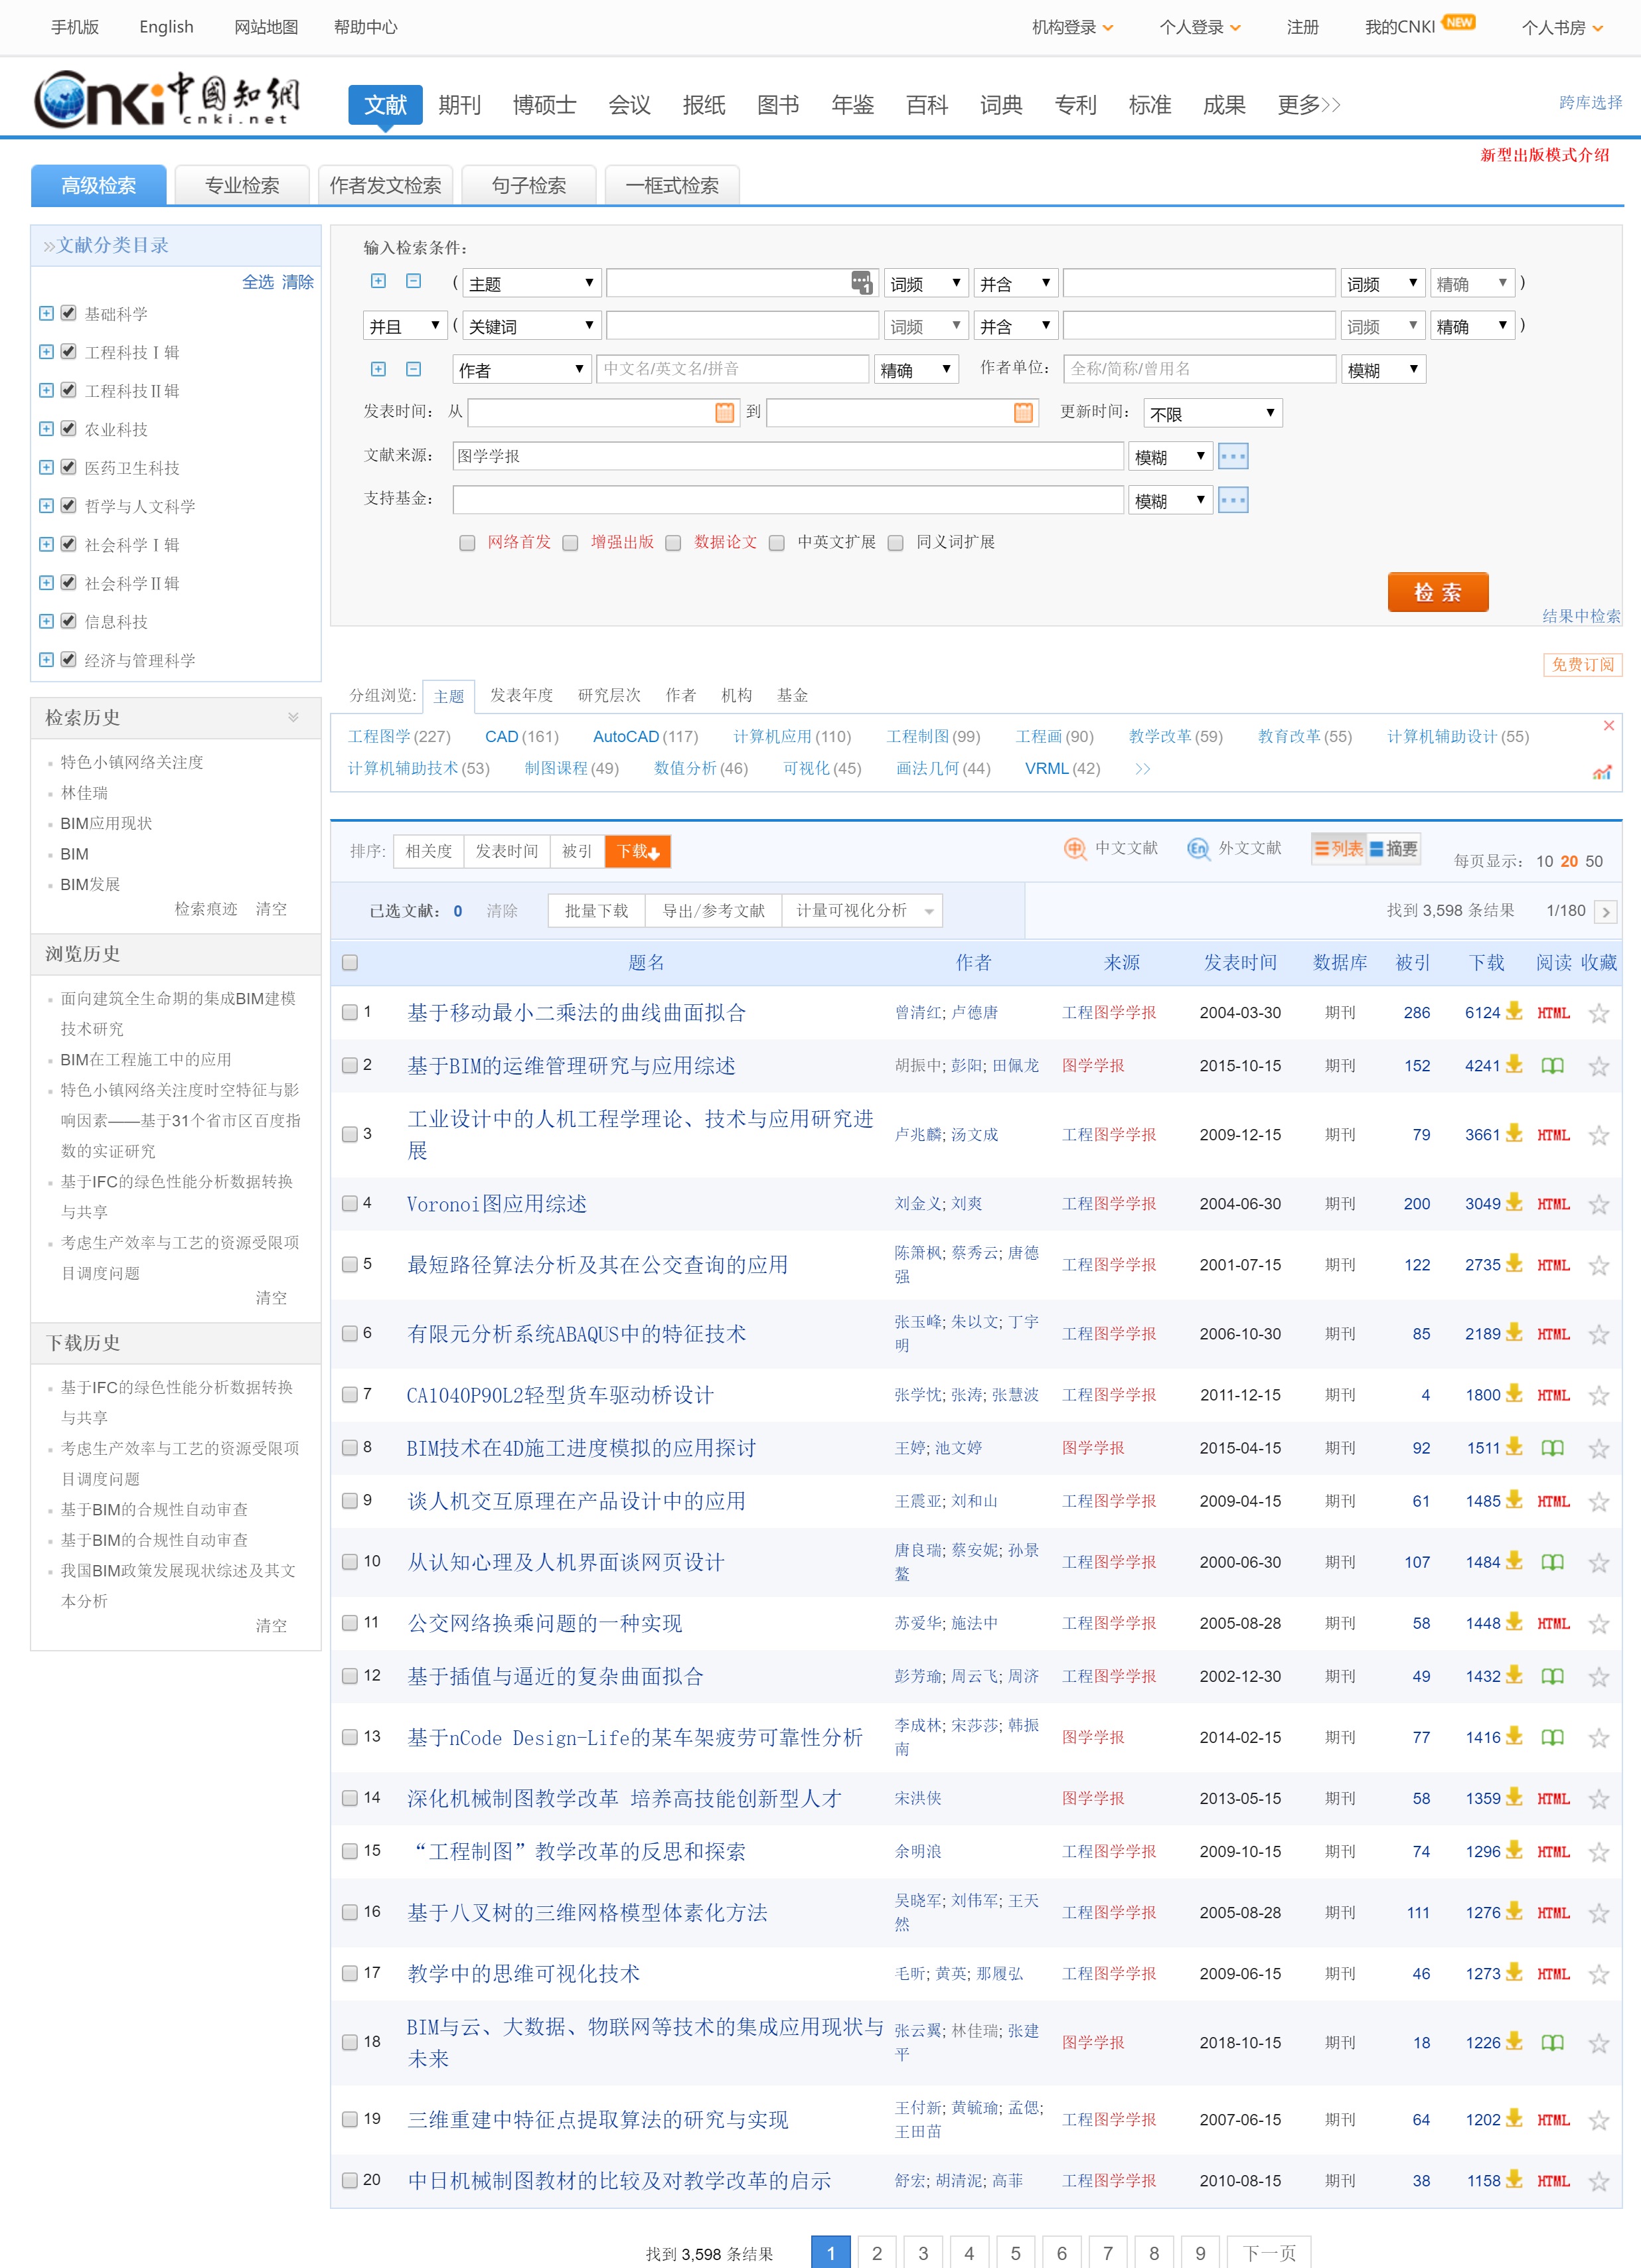 手机版 English 网站地图 帮助中心 机构登录 个人登录 注册 我的CNKI NEW 个人书房
Cnki中国知網
cnki.net
文献 期刊 博硕士 会议 报纸 图书 年鉴 百科 词典 专利 标准 成果 更多>> 跨库选择
新型出版模式介绍
高级检索 专业检索 作者发文检索 句子检索 一框式检索
»文献分类目录
全选 清除
基础科学
工程科技Ⅰ辑
工程科技Ⅱ辑
农业科技
医药卫生科技
哲学与人文科学
社会科学Ⅰ辑
社会科学Ⅱ辑
信息科技
经济与管理科学
检索历史
特色小镇网络关注度
林佳瑞
BIM应用现状
BIM
BIM发展
检索痕迹 清空
浏览历史
面向建筑全生命期的集成BIM建模
技术研究
BIM在工程施工中的应用
特色小镇网络关注度时空特征与影
响因素——基于31个省市区百度指
数的实证研究
基于IFC的绿色性能分析数据转换
与共享
考虑生产效率与工艺的资源受限项
目调度问题
清空
下载历史
基于IFC的绿色性能分析数据转换
与共享
考虑生产效率与工艺的资源受限项
目调度问题
基于BIM的合规性自动审查
基于BIM的合规性自动审查
我国BIM政策发展现状综述及其文
本分析
清空
输入检索条件:
( 主题 1 词频 并含 词频 精确 )
并且 ( 关键词 词频 并含 词频 精确 )
作者 中文名/英文名/拼音 精确 作者单位: 全称/简称/曾用名 模糊
发表时间: 从 到 更新时间: 不限
文献来源: 图学学报 模糊
支持基金: 模糊
网络首发 增强出版 数据论文 中英文扩展 同义词扩展
检 索
结果中检索
免费订阅
分组浏览: 主题 发表年度 研究层次 作者 机构 基金
工程图学(227) CAD(161) AutoCAD(117) 计算机应用(110) 工程制图(99) 工程画(90) 教学改革(59) 教育改革(55) 计算机辅助设计(55)
计算机辅助技术(53) 制图课程(49) 数值分析(46) 可视化(45) 画法几何(44) VRML(42) >>
排序: 相关度 发表时间 被引 下载 中 中文文献 En 外文文献 列表 摘要 每页显示: 10 20 50
已选文献: 0 清除 批量下载 导出/参考文献 计量可视化分析 找到 3,598 条结果 1/180 >
题名 作者 来源 发表时间 数据库 被引 下载 阅读 收藏
1 基于移动最小二乘法的曲线曲面拟合 曾清红; 卢德唐 工程图学学报 2004-03-30 期刊 286 6124 HTML
2 基于BIM的运维管理研究与应用综述 胡振中; 彭阳; 田佩龙 图学学报 2015-10-15 期刊 152 4241
3 工业设计中的人机工程学理论、技术与应用研究进
展 卢兆麟; 汤文成 工程图学学报 2009-12-15 期刊 79 3661 HTML
4 Voronoi图应用综述 刘金义; 刘爽 工程图学学报 2004-06-30 期刊 200 3049 HTML
5 最短路径算法分析及其在公交查询的应用 陈箫枫; 蔡秀云; 唐德
强 工程图学学报 2001-07-15 期刊 122 2735 HTML
6 有限元分析系统ABAQUS中的特征技术 张玉峰; 朱以文; 丁宇
明 工程图学学报 2006-10-30 期刊 85 2189 HTML
7 CA1040P90L2轻型货车驱动桥设计 张学忱; 张涛; 张慧波 工程图学学报 2011-12-15 期刊 4 1800 HTML
8 BIM技术在4D施工进度模拟的应用探讨 王婷; 池文婷 图学学报 2015-04-15 期刊 92 1511
9 谈人机交互原理在产品设计中的应用 王震亚; 刘和山 工程图学学报 2009-04-15 期刊 61 1485 HTML
10 从认知心理及人机界面谈网页设计 唐良瑞; 蔡安妮; 孙景
鳌 工程图学学报 2000-06-30 期刊 107 1484
11 公交网络换乘问题的一种实现 苏爱华; 施法中 工程图学学报 2005-08-28 期刊 58 1448 HTML
12 基于插值与逼近的复杂曲面拟合 彭芳瑜; 周云飞; 周济 工程图学学报 2002-12-30 期刊 49 1432
13 基于nCode Design-Life的某车架疲劳可靠性分析 李成林; 宋莎莎; 韩振
南 图学学报 2014-02-15 期刊 77 1416
14 深化机械制图教学改革 培养高技能创新型人才 宋洪侠 图学学报 2013-05-15 期刊 58 1359 HTML
15 “工程制图”教学改革的反思和探索 余明浪 工程图学学报 2009-10-15 期刊 74 1296 HTML
16 基于八叉树的三维网格模型体素化方法 吴晓军; 刘伟军; 王天
然 工程图学学报 2005-08-28 期刊 111 1276 HTML
17 教学中的思维可视化技术 毛昕; 黄英; 那履弘 工程图学学报 2009-06-15 期刊 46 1273 HTML
18 BIM与云、大数据、物联网等技术的集成应用现状与
未来 张云翼; 林佳瑞; 张建
平 图学学报 2018-10-15 期刊 18 1226
19 三维重建中特征点提取算法的研究与实现 王付新; 黄毓瑜; 孟偲;
王田苗 工程图学学报 2007-06-15 期刊 64 1202 HTML
20 中日机械制图教材的比较及对教学改革的启示 舒宏; 胡清泥; 高菲 工程图学学报 2010-08-15 期刊 38 1158 HTML
找到 3,598 条结果 1 2 3 4 5 6 7 8 9 下一页